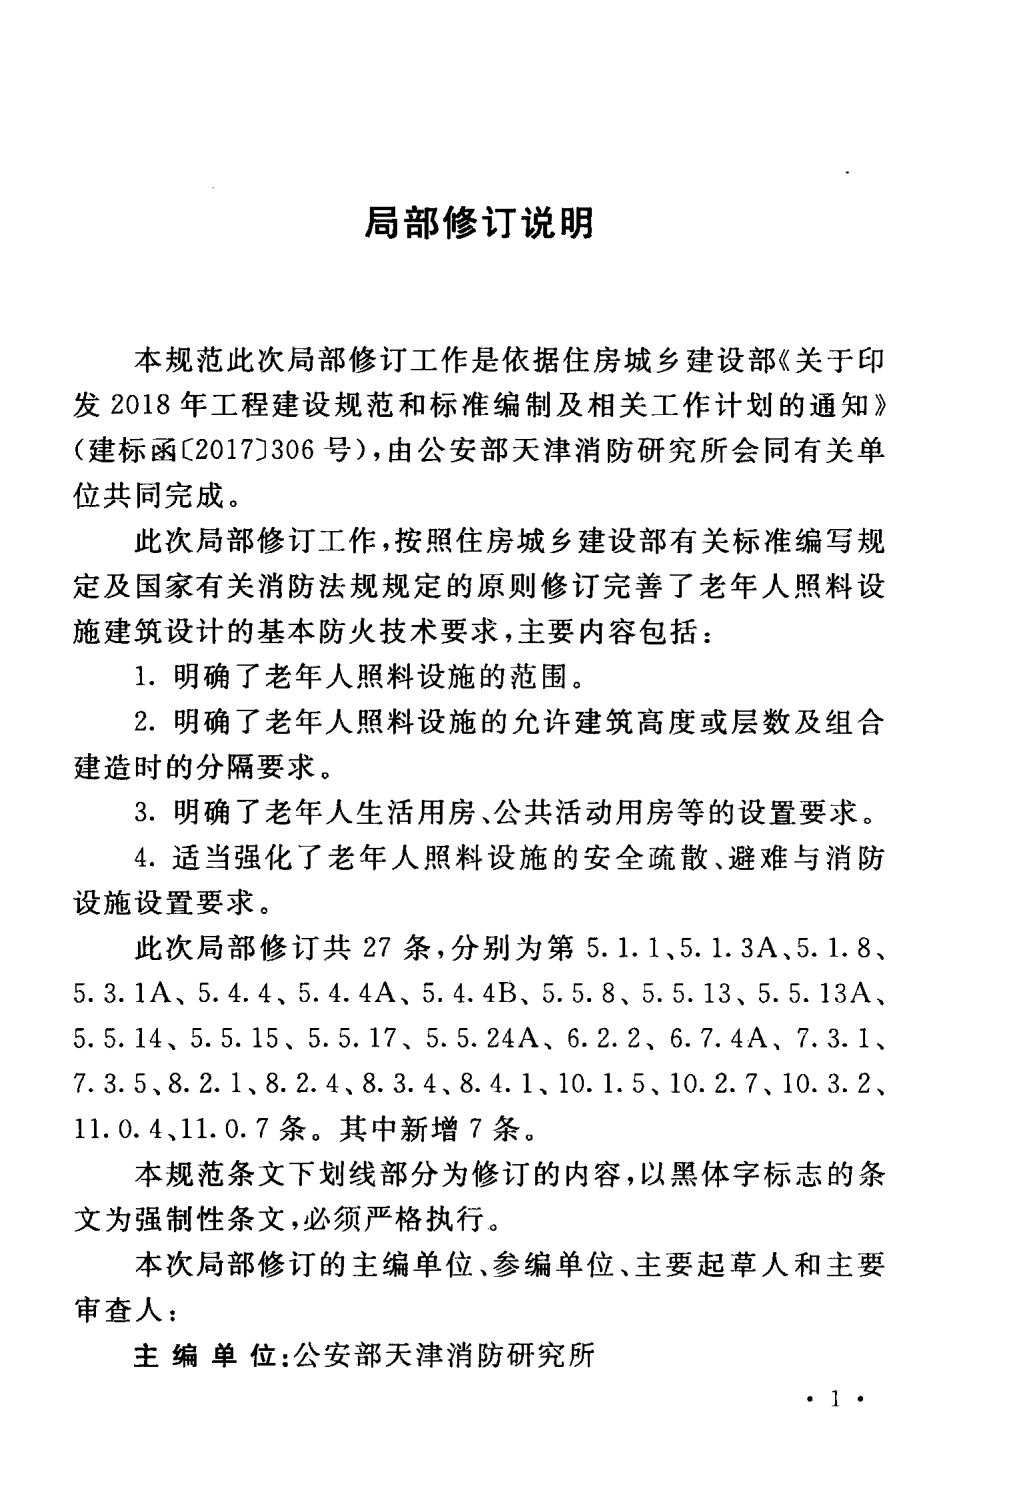 局部修订说明
本规范此次局部修订工作是依据住房城乡建设部《关于印
发 2018 年工程建设规范和标准编制及相关工作计划的通知》
(建标函〔2017〕306 号),由公安部天津消防研究所会同有关单
位共同完成。
此次局部修订工作,按照住房城乡建设部有关标准编写规
定及国家有关消防法规规定的原则修订完善了老年人照料设
施建筑设计的基本防火技术要求,主要内容包括:
1. 明确了老年人照料设施的范围。
2. 明确了老年人照料设施的允许建筑高度或层数及组合
建造时的分隔要求。
3. 明确了老年人生活用房、公共活动用房等的设置要求。
4. 适当强化了老年人照料设施的安全疏散、避难与消防
设施设置要求。
此次局部修订共 27 条,分别为第 5.1.1、5.1.3A、5.1.8、
5.3.1A、5.4.4、5.4.4A、5.4.4B、5.5.8、5.5.13、5.5.13A、
5.5.14、5.5.15、5.5.17、5.5.24A、6.2.2、6.7.4A、7.3.1、
7.3.5、8.2.1、8.2.4、8.3.4、8.4.1、10.1.5、10.2.7、10.3.2、
11.0.4、11.0.7 条。其中新增 7 条。
本规范条文下划线部分为修订的内容,以黑体字标志的条
文为强制性条文,必须严格执行。
本次局部修订的主编单位、参编单位、主要起草人和主要
审查人:
主 编 单 位:公安部天津消防研究所
· 1 ·